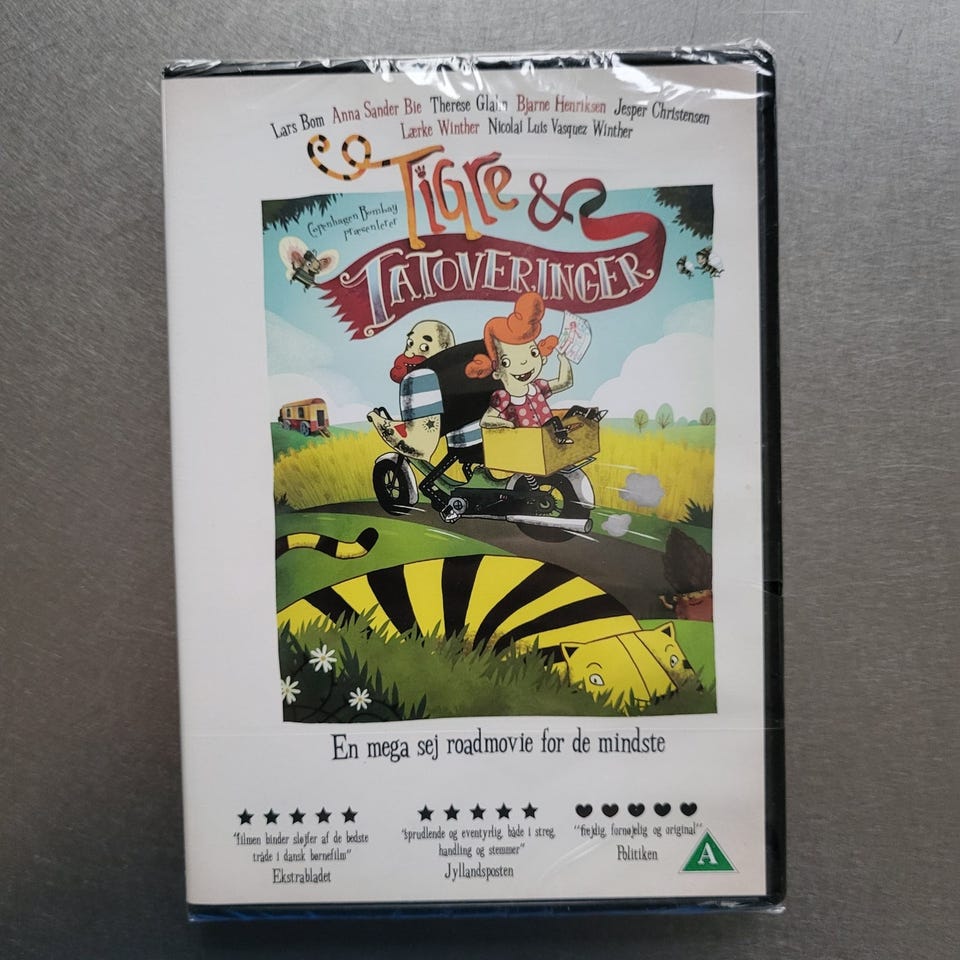 Lars Bom Anna Sander Bie Therese Glahn Bjarne Henriksen Jesper Christensen
Lærke Winther Nicolai Luis Vasquez Winther
Copenhagen Bombay
præsenterer
Tigre &
TATOVERINGER
En mega sej roadmovie for de mindste
"filmen binder sløjfer af de bedste
tråde i dansk børnefilm"
Ekstrabladet
"sprudlende og eventyrlig, både i streg,
handling og stemmer"
Jyllandsposten
"fejdig, fornøjelig og original"
Politiken
A